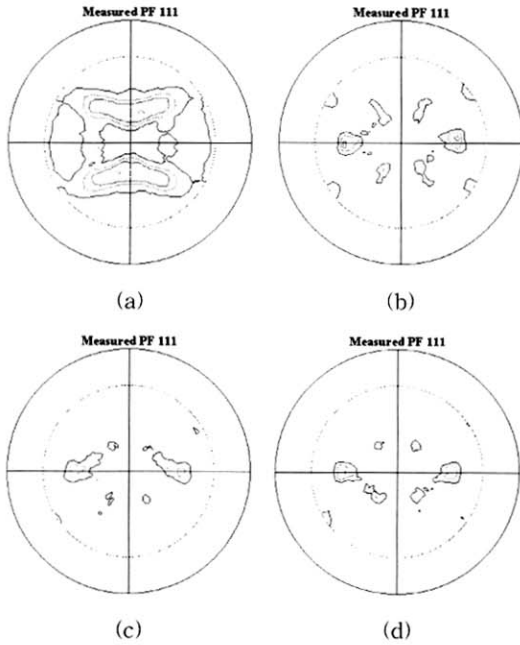 Measured PF 111
Measured PF 111
(a)
(b)
Measured PF 111
Measured PF 111
(c)
(d)